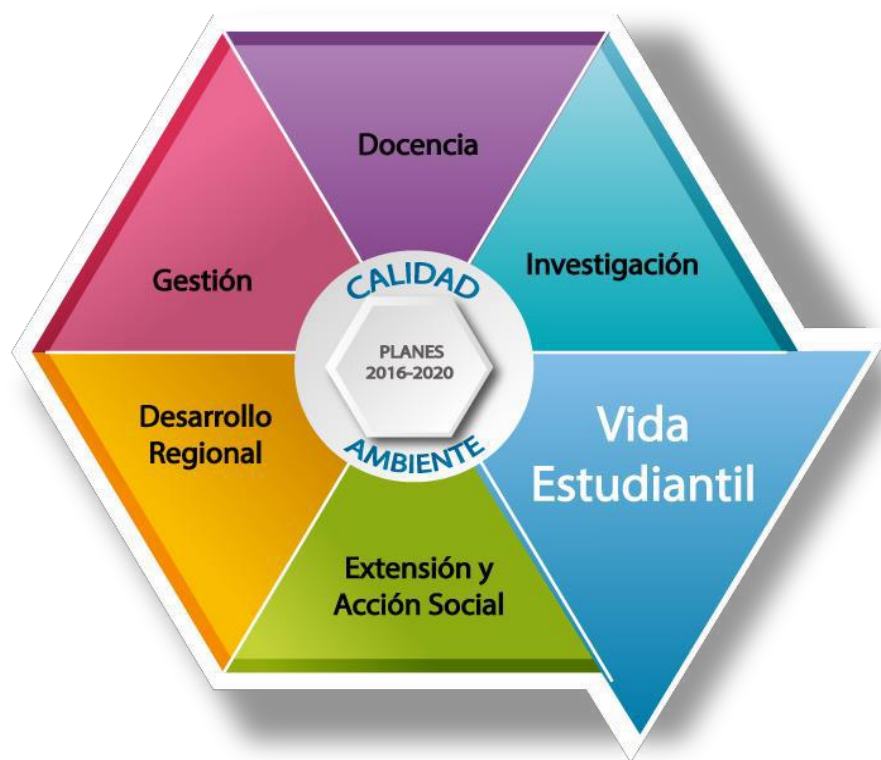 Docencia
Investigación
Gestión
CALIDAD
PLANES
2016-2020
AMBIENTE
Desarrollo
Regional
Vida
Estudiantil
Extensión y
Acción Social